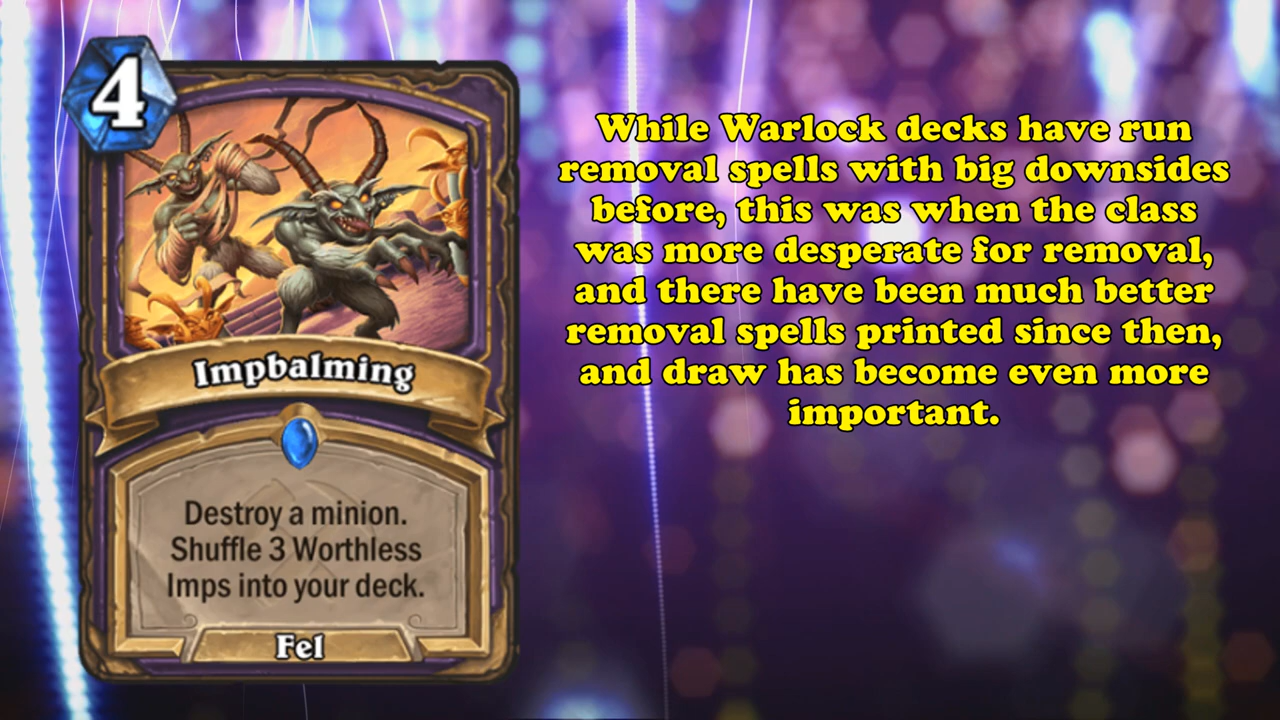 4
Impbalming
Destroy a minion.
Shuffle 3 Worthless
Imps into your deck.
Fel
While Warlock decks have run
removal spells with big downsides
before, this was when the class
was more desperate for removal,
and there have been much better
removal spells printed since then,
and draw has become even more
important.